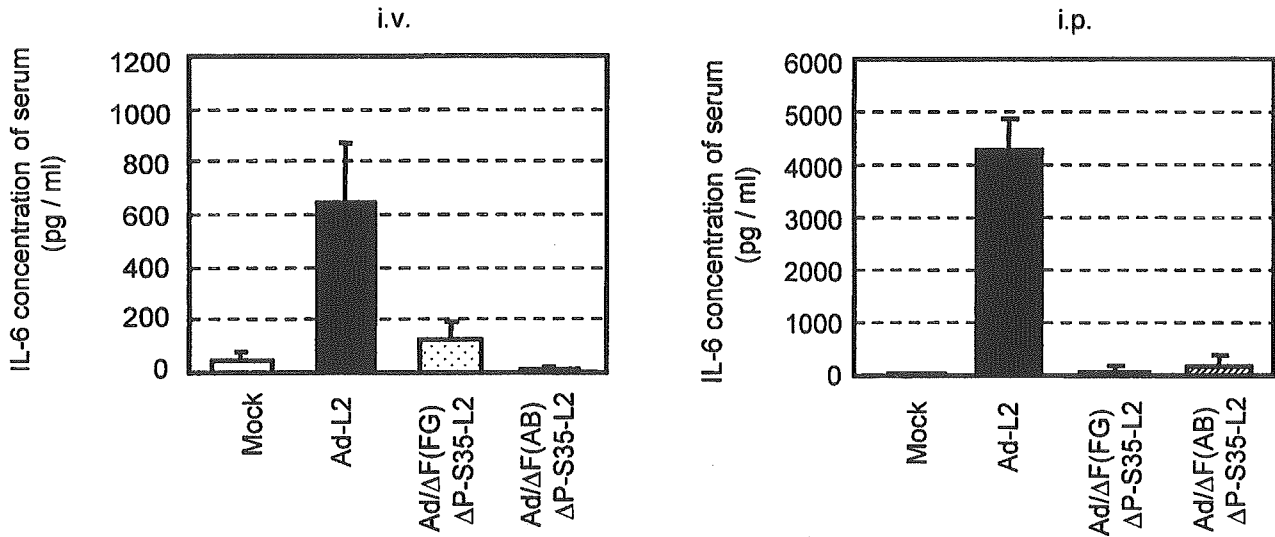 i.v.
IL-6 concentration of serum
(pg / ml)
1200
1000
800
600
400
200
0
Mock
Ad-L2
Ad/ΔF(FG)
ΔP-S35-L2
Ad/ΔF(AB)
ΔP-S35-L2
i.p.
IL-6 concentration of serum
(pg / ml)
6000
5000
4000
3000
2000
1000
0
Mock
Ad-L2
Ad/ΔF(FG)
ΔP-S35-L2
Ad/ΔF(AB)
ΔP-S35-L2